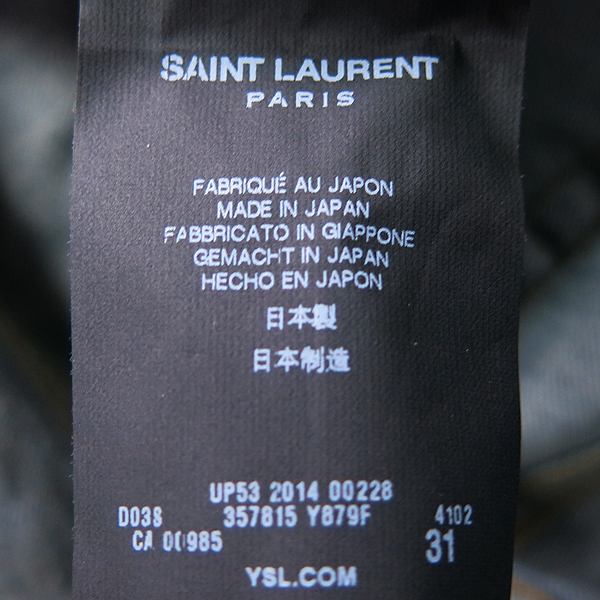 SAINT LAURENT
PARIS
FABRIQUÉ AU JAPON
MADE IN JAPAN
FABBRICATO IN GIAPPONE
GEMACHT IN JAPAN
HECHO EN JAPON
日本製
日本制造
UP53 2014 00228
D03S 357815 Y879F 4102
CA 00985 31
YSL.COM